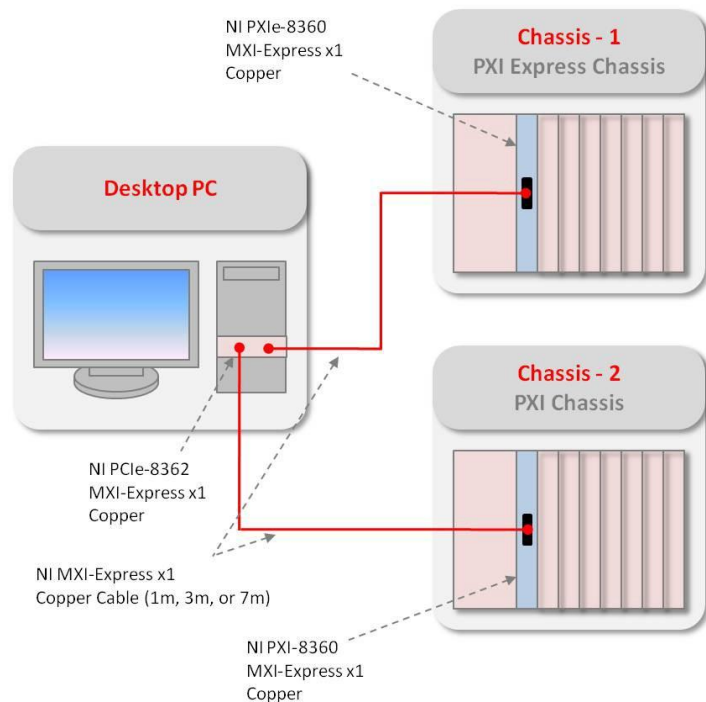 NI PXIe-8360
MXI-Express x1
Copper
Chassis - 1
PXI Express Chassis
Desktop PC
Chassis - 2
PXI Chassis
NI PCIe-8362
MXI-Express x1
Copper
NI MXI-Express x1
Copper Cable (1m, 3m, or 7m)
NI PXI-8360
MXI-Express x1
Copper